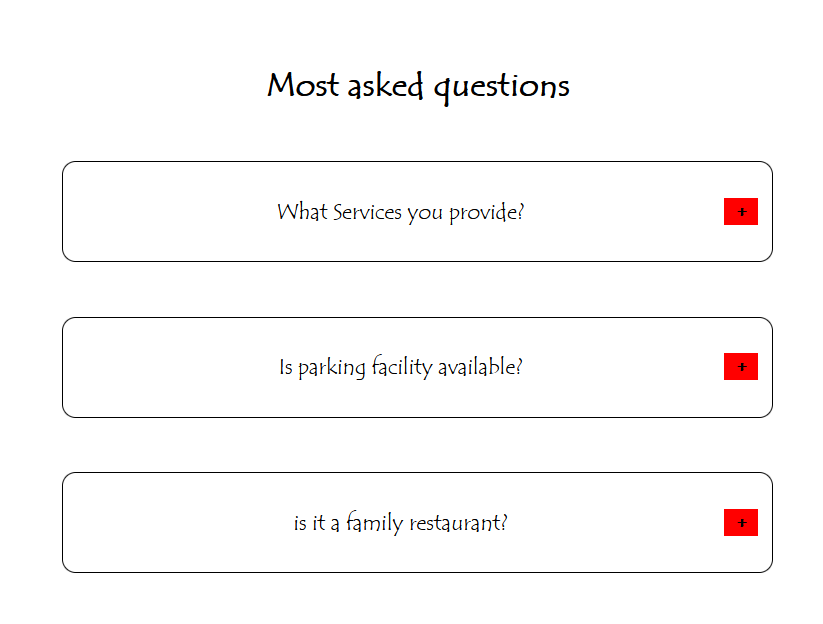 Most asked questions
What Services you provide?
+
Is parking facility available?
+
is it a family restaurant?
+